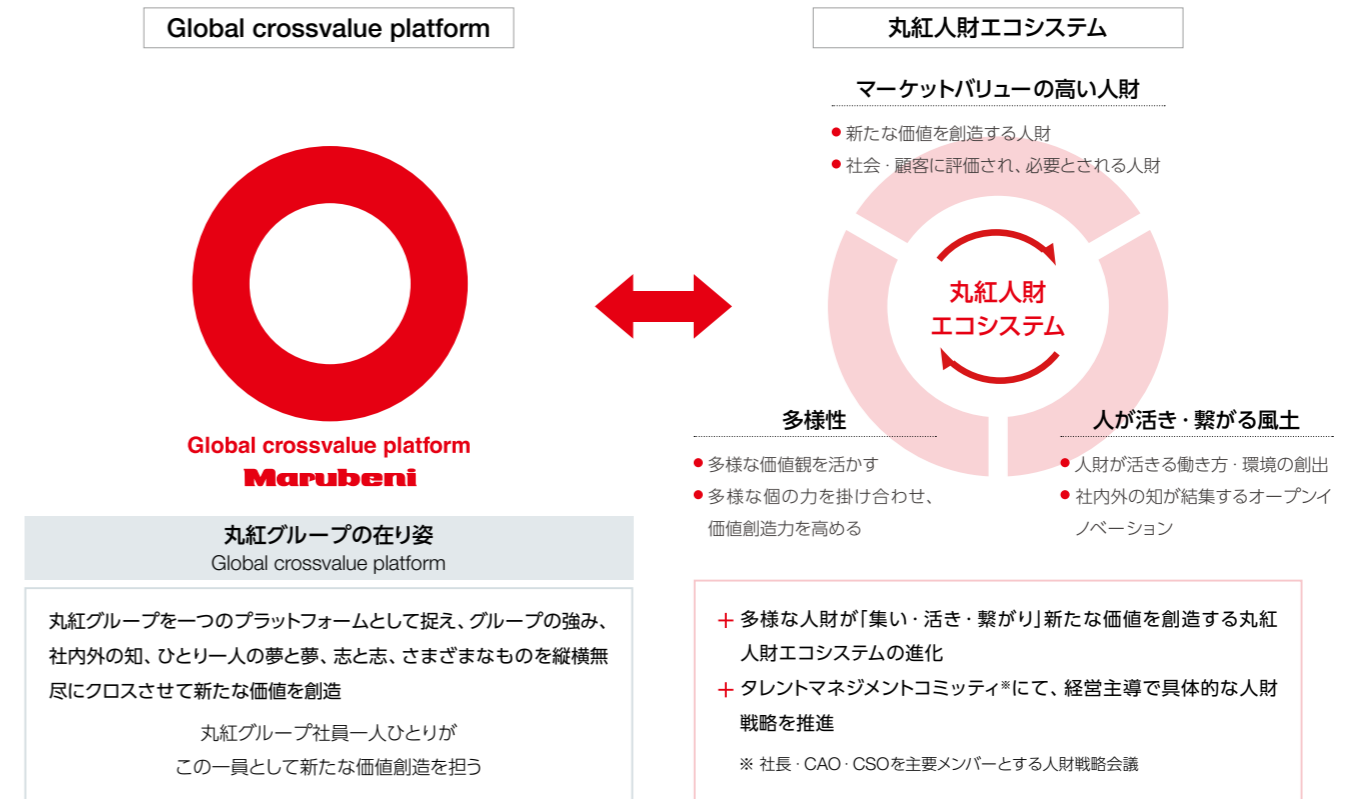 Global crossvalue platform
Global crossvalue platform
Marubeni
丸紅グループの在り姿
Global crossvalue platform
丸紅グループを一つのプラットフォームとして捉え、グループの強み、
社内外の知、ひとり一人の夢と夢、志と志、さまざまなものを縦横無
尽にクロスさせて新たな価値を創造
丸紅グループ社員一人ひとりが
この一員として新たな価値創造を担う
丸紅人財エコシステム
マーケットバリューの高い人財
● 新たな価値を創造する人財
● 社会・顧客に評価され、必要とされる人財
丸紅人財
エコシステム
多様性
● 多様な価値観を活かす
● 多様な個の力を掛け合わせ、
価値創造力を高める
人が活き・繋がる風土
● 人財が活きる働き方・環境の創出
● 社内外の知が結集するオープンイ
ノベーション
+ 多様な人財が「集い・活き・繋がり」新たな価値を創造する丸紅
人財エコシステムの進化
+ タレントマネジメントコミッティ※にて、経営主導で具体的な人財
戦略を推進
※ 社長・CAO・CSOを主要メンバーとする人財戦略会議